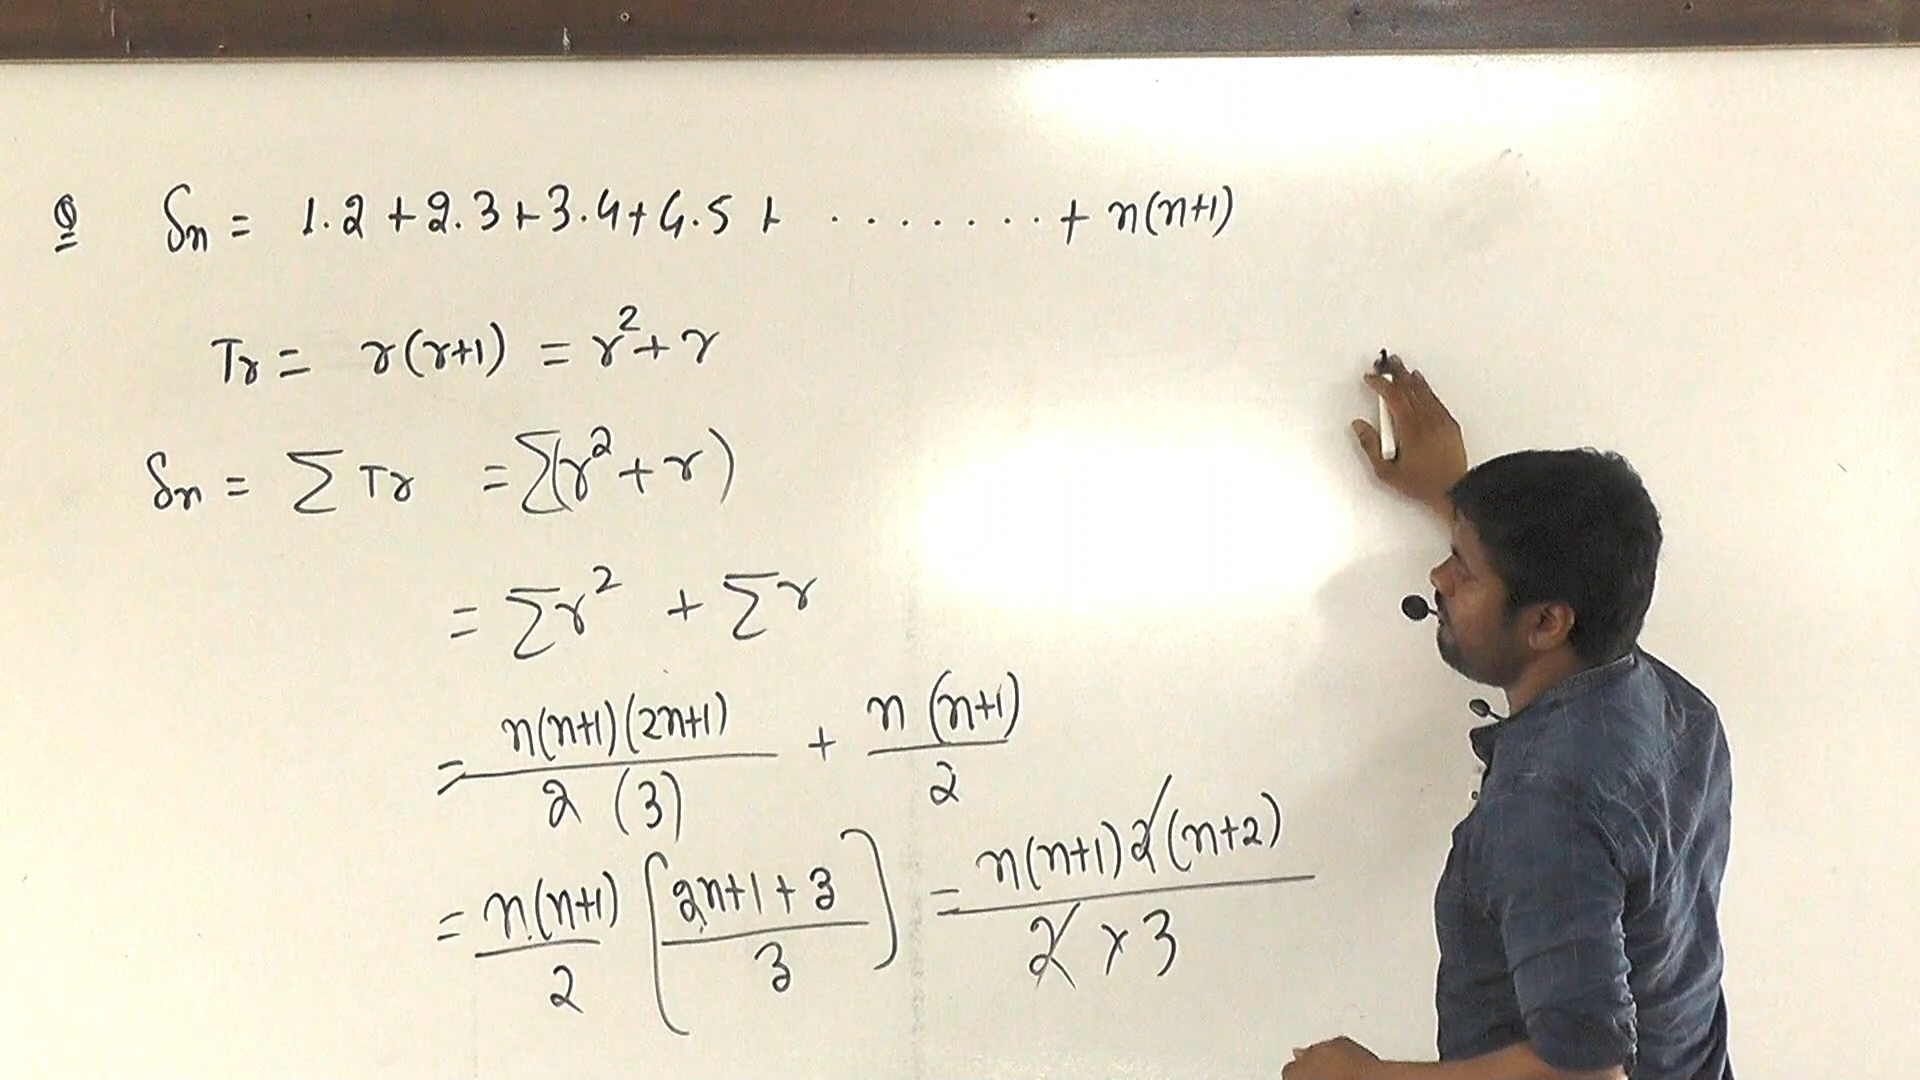 Q Sn = 1.2 + 2.3 + 3.4 + 4.5 + ........ + n(n+1)
Tr = r(r+1) = r² + r
Sn = ∑ Tr = ∑(r² + r)
= ∑r² + ∑r
= n(n+1)(2n+1) / 2 (3) + n (n+1) / 2
= n(n+1) / 2 [ 2n+1+3 / 3 ] = n(n+1) 2 (n+2) / 2 × 3